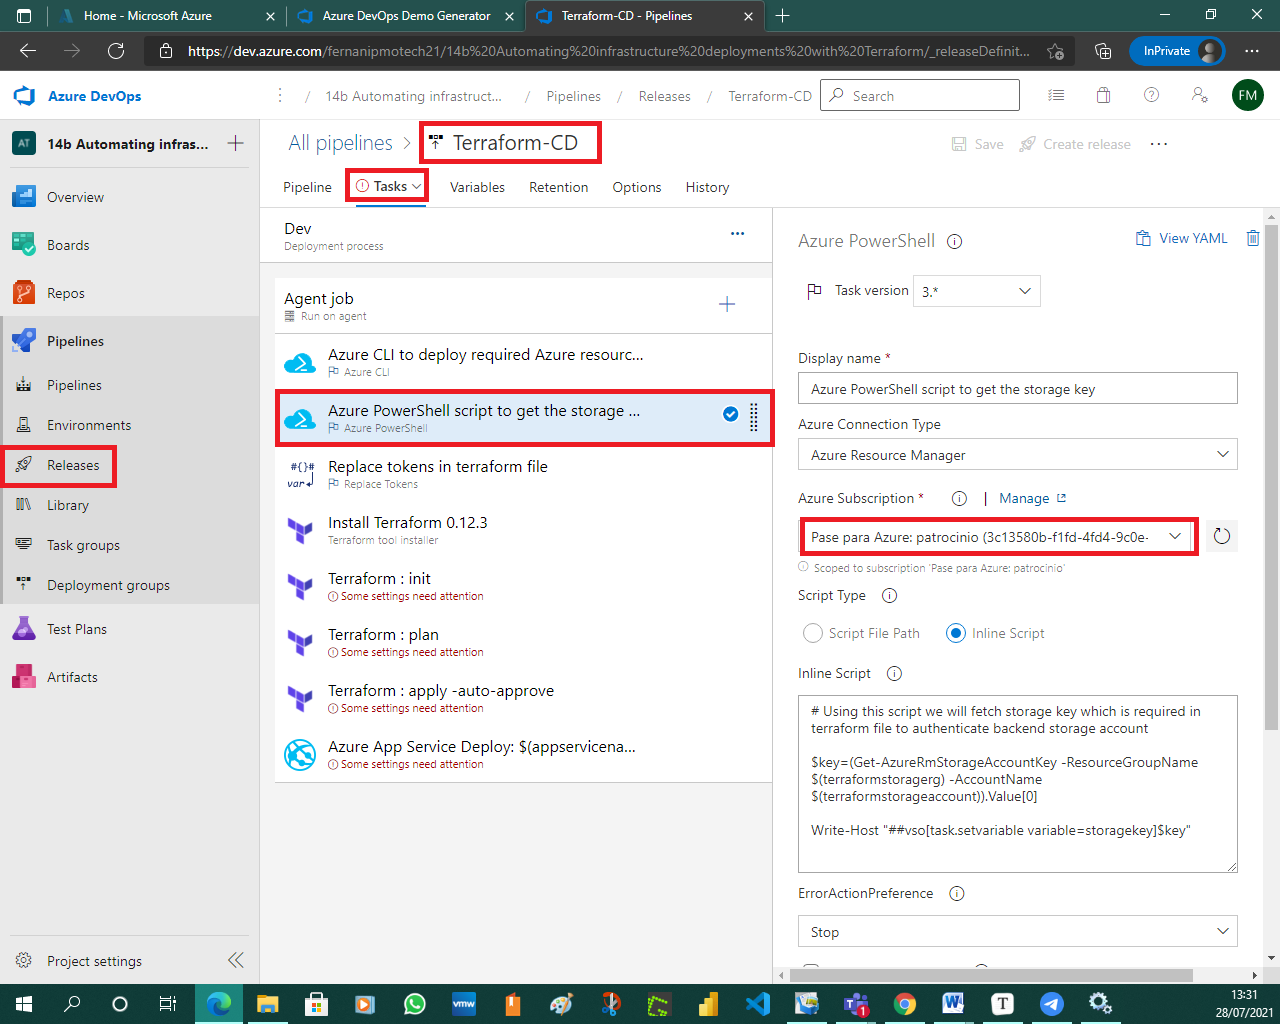 Home - Microsoft Azure
Azure DevOps Demo Generator
Terraform-CD - Pipelines
https://dev.azure.com/fernanipmotech21/14b%20Automating%20infrastructure%20deployments%20with%20Terraform/_releaseDefinit...
InPrivate
Azure DevOps
/ 14b Automating infrastruct... / Pipelines / Releases / Terraform-CD
Search
FM
AT
14b Automating infras...
All pipelines > Terraform-CD
Save
Create release
Pipeline
Tasks
Variables
Retention
Options
History
Overview
Boards
Repos
Pipelines
Pipelines
Environments
Releases
Library
Task groups
Deployment groups
Test Plans
Artifacts
Project settings
Dev
Deployment process
Agent job
Run on agent
Azure CLI to deploy required Azure resourc...
Azure CLI
Azure PowerShell script to get the storage ...
Azure PowerShell
#{}#
var
Replace tokens in terraform file
Replace Tokens
Install Terraform 0.12.3
Terraform tool installer
Terraform : init
Some settings need attention
Terraform : plan
Some settings need attention
Terraform : apply -auto-approve
Some settings need attention
Azure App Service Deploy: $(appservicena...
Some settings need attention
Azure PowerShell
View YAML
Task version 3.*
Display name *
Azure PowerShell script to get the storage key
Azure Connection Type
Azure Resource Manager
Azure Subscription * | Manage
Pase para Azure: patrocinio (3c13580b-f1fd-4fd4-9c0e-
Scoped to subscription 'Pase para Azure: patrocinio'
Script Type
Script File Path
Inline Script
Inline Script
# Using this script we will fetch storage key which is required in
terraform file to authenticate backend storage account
$key=(Get-AzureRmStorageAccountKey -ResourceGroupName
$(terraformstoragerg) -AccountName
$(terraformstorageaccount)).Value[0]
Write-Host "##vso[task.setvariable variable=storagekey]$key"
ErrorActionPreference
Stop
vmw
1
W
T
13:31
28/07/2021